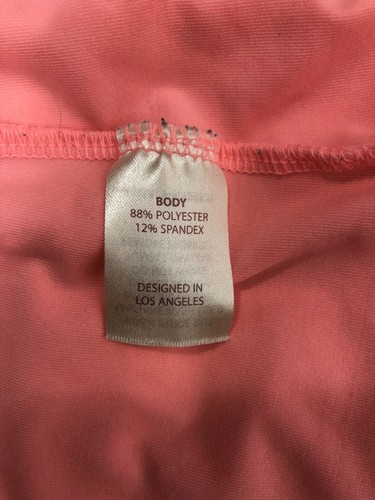 BODY
88% POLYESTER
12% SPANDEX
DESIGNED IN
LOS ANGELES